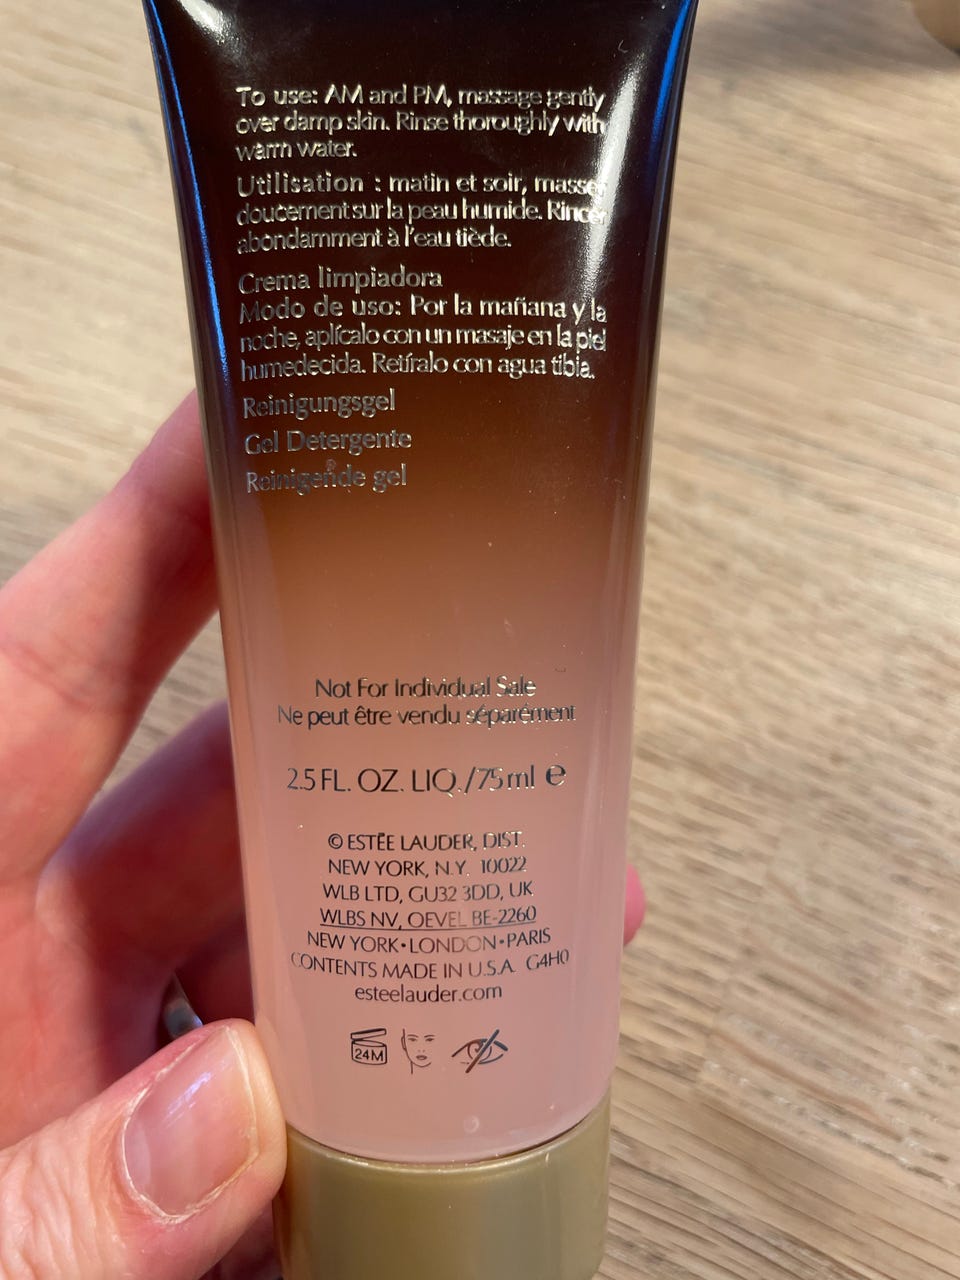 To use: AM and PM, massage gently
over damp skin. Rinse thoroughly with
warm water.
Utilisation : matin et soir, masser
doucement sur la peau humide. Rincer
abondamment à l'eau tiède.
Crema limpiadora
Modo de uso: Por la mañana y la
noche, aplícalo con un masaje en la piel
humedecida. Retíralo con agua tibia.
Reinigungsgel
Gel Detergente
Reinigende gel
Not For Individual Sale
Ne peut être vendu séparément
2.5 FL. OZ. LIQ./75 ml ℮
© ESTĒE LAUDER, DIST.
NEW YORK, N.Y. 10022
WLB LTD, GU32 3DD, UK
WLBS NV, OEVEL BE-2260
NEW YORK•LONDON•PARIS
CONTENTS MADE IN U.S.A. G4H0
esteelauder.com
24M